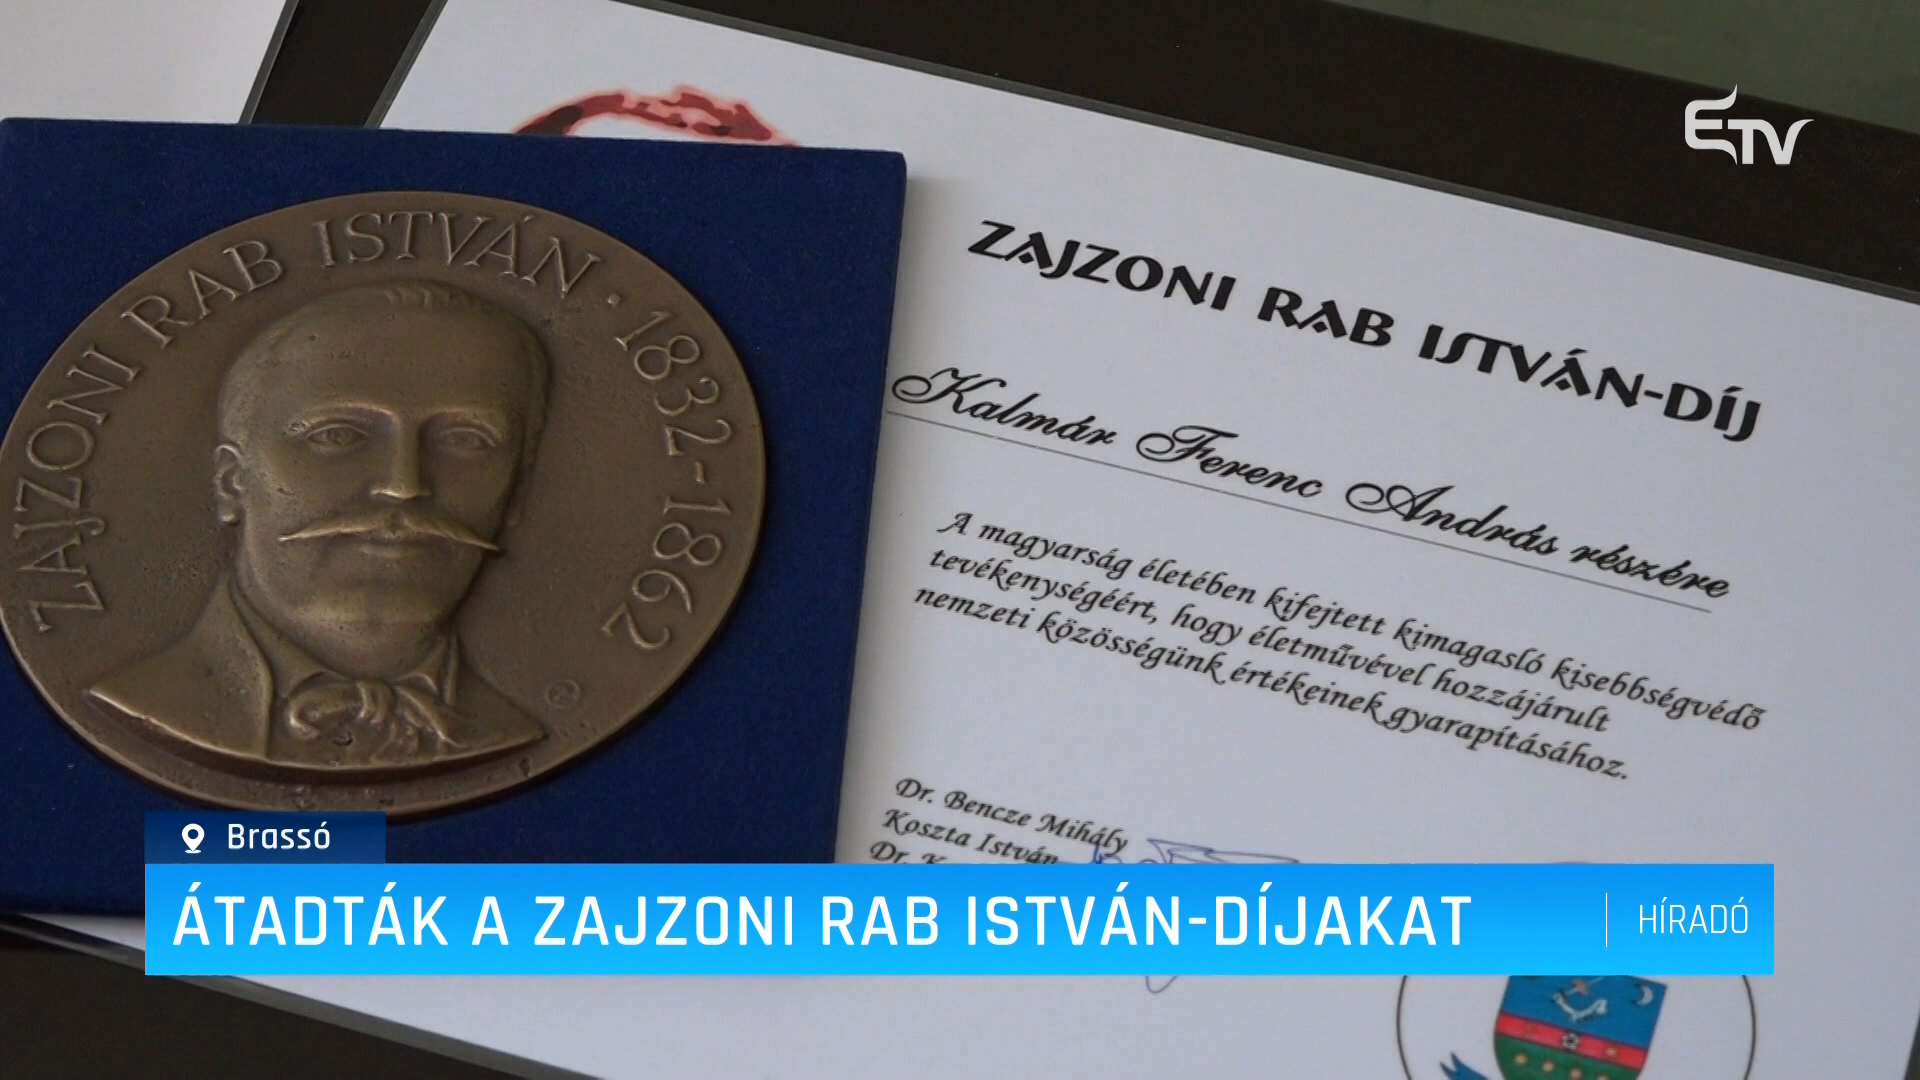 ETV
ZAJZONI RAB ISTVÁN · 1832-1862
ZAJZONI RAB ISTVÁN-DÍJ
Kalmár Ferenc András részére
A magyarság életében kifejtett kimagasló kisebbségvédő
tevékenységéért, hogy életművével hozzájárult
nemzeti közösségünk értékeinek gyarapításához.
Dr. Bencze Mihály
Koszta István
Dr.
Brassó
ÁTADTÁK A ZAJZONI RAB ISTVÁN-DÍJAKAT
HÍRADÓ